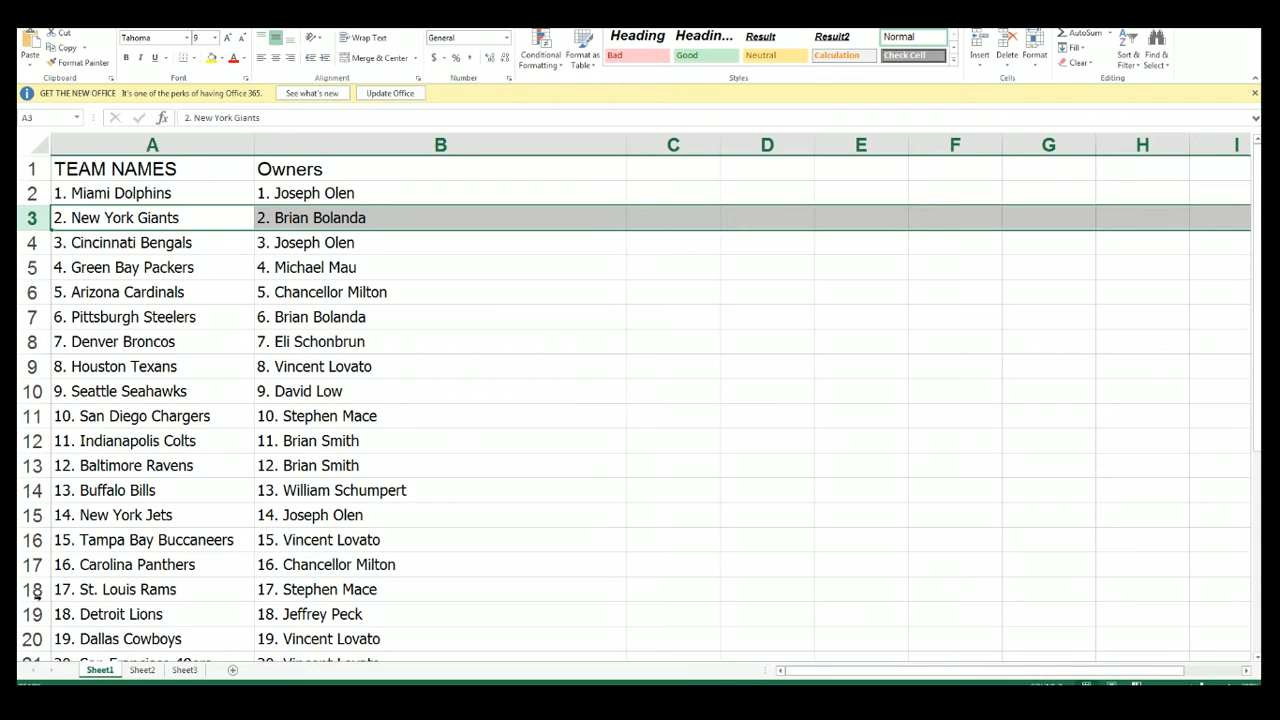 Cut
Tahoma 9 Wrap Text General Heading Headin... Result Result2 Normal AutoSum
Copy Fill
Paste Format Painter B I U Merge & Center $ % , Conditional Formatting Format as Table Bad Good Neutral Calculation Check Cell Insert Delete Format Clear Sort & Filter Find & Select
Clipboard Font Alignment Number Styles Cells Editing
GET THE NEW OFFICE It's one of the perks of having Office 365. See what's new Update Office
A3 fx 2. New York Giants
A B C D E F G H I
1 TEAM NAMES Owners
2 1. Miami Dolphins 1. Joseph Olen
3 2. New York Giants 2. Brian Bolanda
4 3. Cincinnati Bengals 3. Joseph Olen
5 4. Green Bay Packers 4. Michael Mau
6 5. Arizona Cardinals 5. Chancellor Milton
7 6. Pittsburgh Steelers 6. Brian Bolanda
8 7. Denver Broncos 7. Eli Schonbrun
9 8. Houston Texans 8. Vincent Lovato
10 9. Seattle Seahawks 9. David Low
11 10. San Diego Chargers 10. Stephen Mace
12 11. Indianapolis Colts 11. Brian Smith
13 12. Baltimore Ravens 12. Brian Smith
14 13. Buffalo Bills 13. William Schumpert
15 14. New York Jets 14. Joseph Olen
16 15. Tampa Bay Buccaneers 15. Vincent Lovato
17 16. Carolina Panthers 16. Chancellor Milton
18 17. St. Louis Rams 17. Stephen Mace
19 18. Detroit Lions 18. Jeffrey Peck
20 19. Dallas Cowboys 19. Vincent Lovato
Sheet1 Sheet2 Sheet3